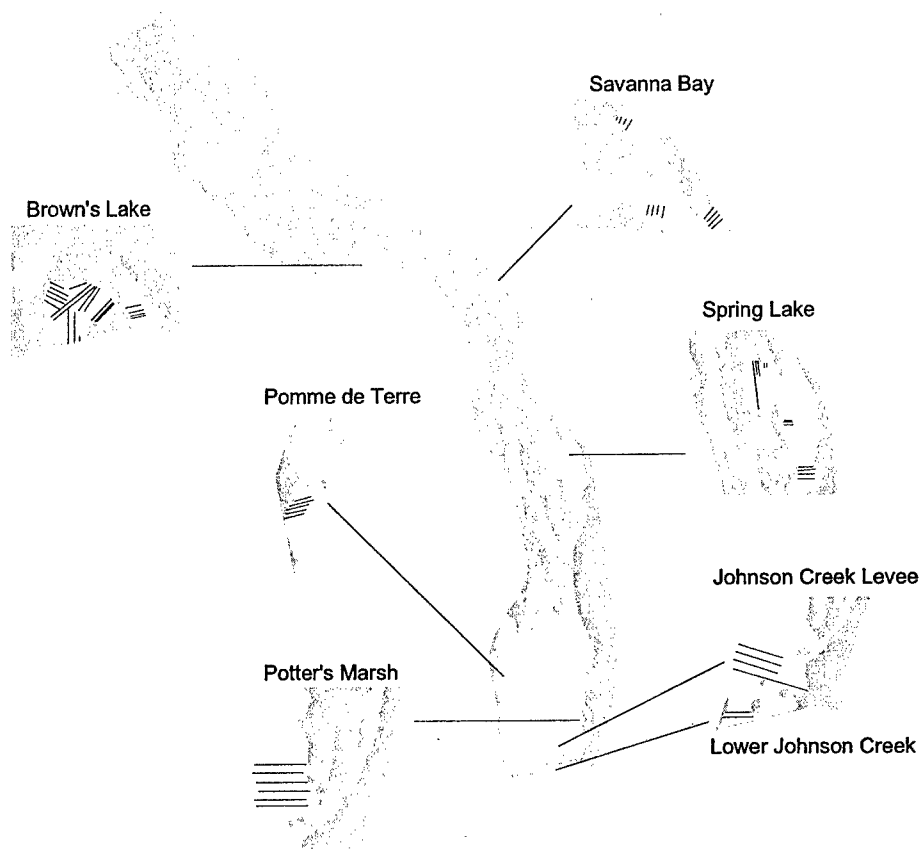 Savanna Bay
Brown's Lake
Spring Lake
Pomme de Terre
Johnson Creek Levee
Potter's Marsh
Lower Johnson Creek